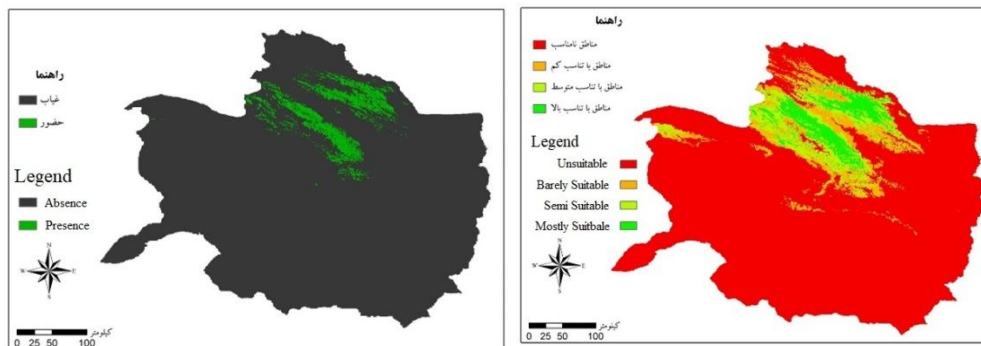 راهنما
غیاب
حضور
Legend
Absence
Presence
N
W E
S
کیلومتر
0 25 50 100
راهنما
مناطق نامناسب
مناطق با تناسب کم
مناطق با تناسب متوسط
مناطق با تناسب بالا
Legend
Unsuitable
Barely Suitable
Semi Suitable
Mostly Suitbale
N
W E
S
کیلومتر
0 25 50 100